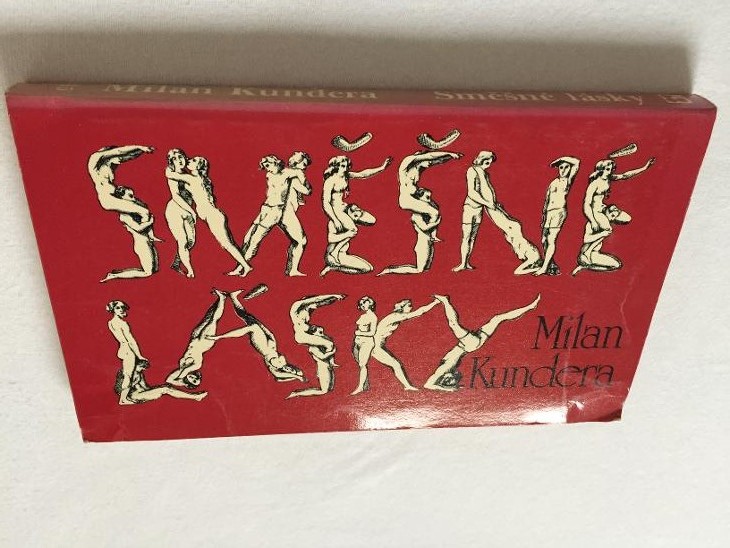 Milan Kundera Směšné lásky
SMĚŠNÉ
LÁSKY
Milan
Kundera